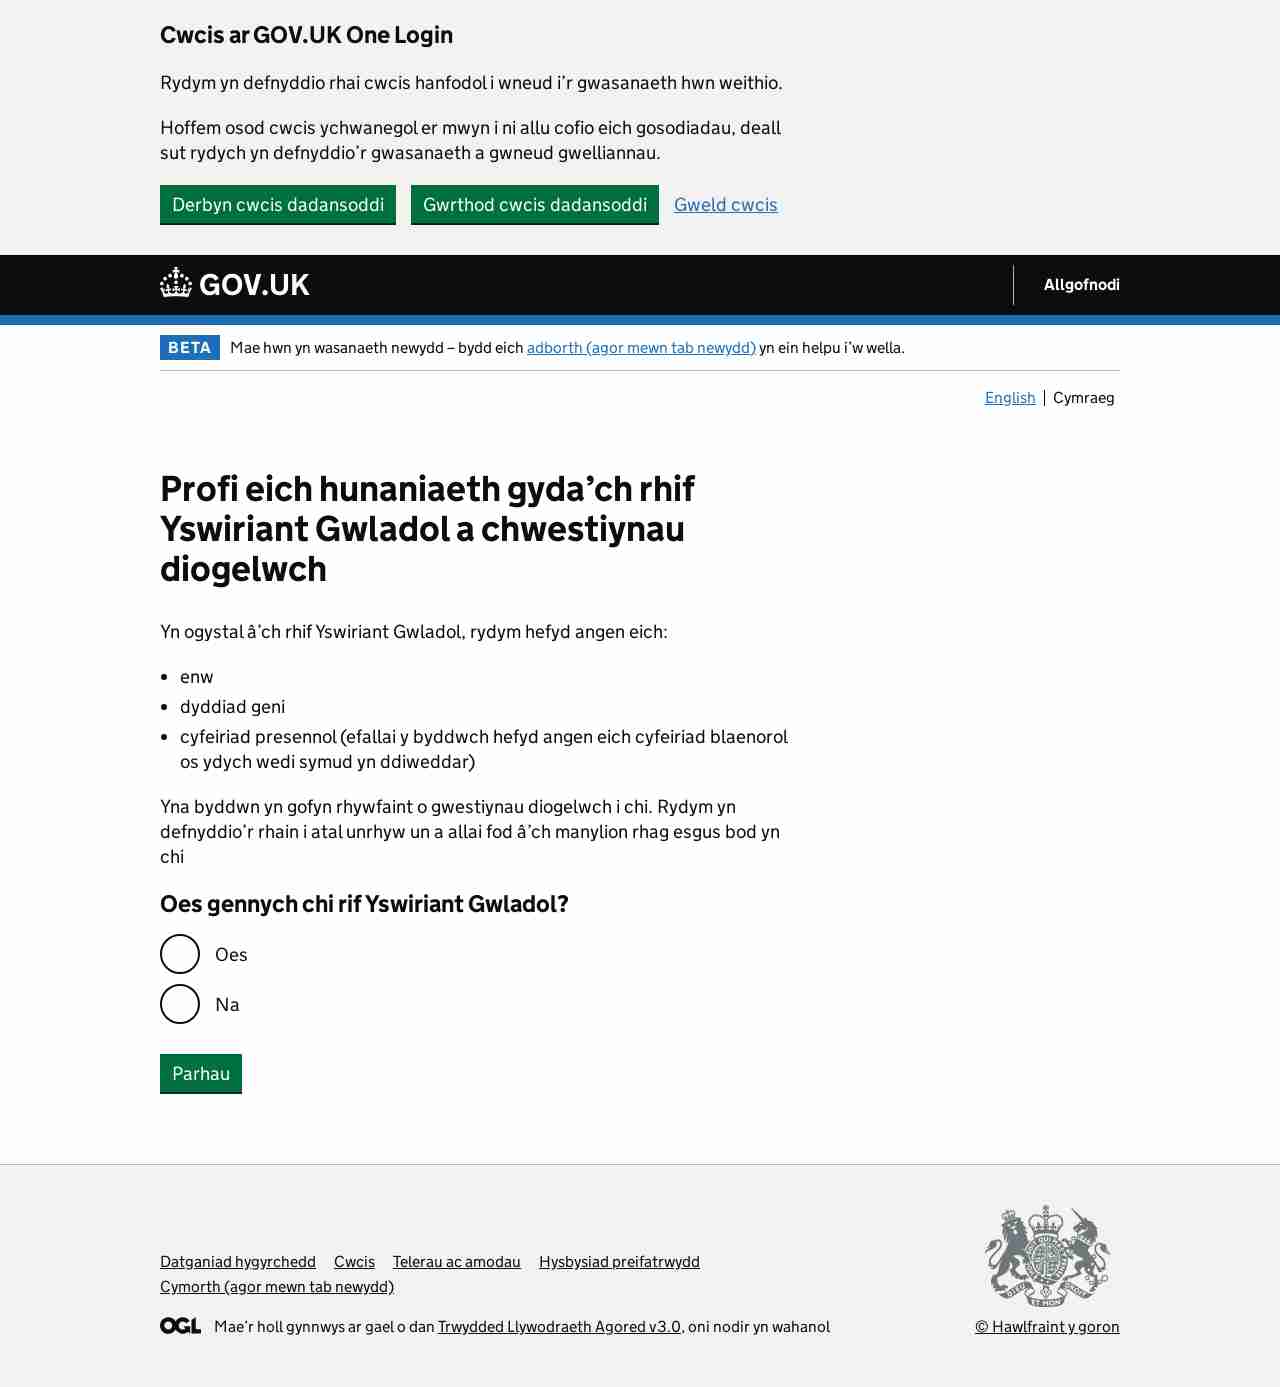 Cwcis ar GOV.UK One Login
Rydym yn defnyddio rhai cwcis hanfodol i wneud i’r gwasanaeth hwn weithio.
Hoffem osod cwcis ychwanegol er mwyn i ni allu cofio eich gosodiadau, deall
sut rydych yn defnyddio’r gwasanaeth a gwneud gwelliannau.
Derbyn cwcis dadansoddi
Gwrthod cwcis dadansoddi
Gweld cwcis
GOV.UK
Allgofnodi
BETA
Mae hwn yn wasanaeth newydd – bydd eich adborth (agor mewn tab newydd) yn ein helpu i’w wella.
English
Cymraeg
Profi eich hunaniaeth gyda’ch rhif
Yswiriant Gwladol a chwestiynau
diogelwch
Yn ogystal â’ch rhif Yswiriant Gwladol, rydym hefyd angen eich:
• enw
• dyddiad geni
• cyfeiriad presennol (efallai y byddwch hefyd angen eich cyfeiriad blaenorol
os ydych wedi symud yn ddiweddar)
Yna byddwn yn gofyn rhywfaint o gwestiynau diogelwch i chi. Rydym yn
defnyddio’r rhain i atal unrhyw un a allai fod â’ch manylion rhag esgus bod yn
chi
Oes gennych chi rif Yswiriant Gwladol?
Oes
Na
Parhau
Datganiad hygyrchedd
Cwcis
Telerau ac amodau
Hysbysiad preifatrwydd
Cymorth (agor mewn tab newydd)
OGL
Mae’r holl gynnwys ar gael o dan Trwydded Llywodraeth Agored v3.0, oni nodir yn wahanol
© Hawlfraint y goron